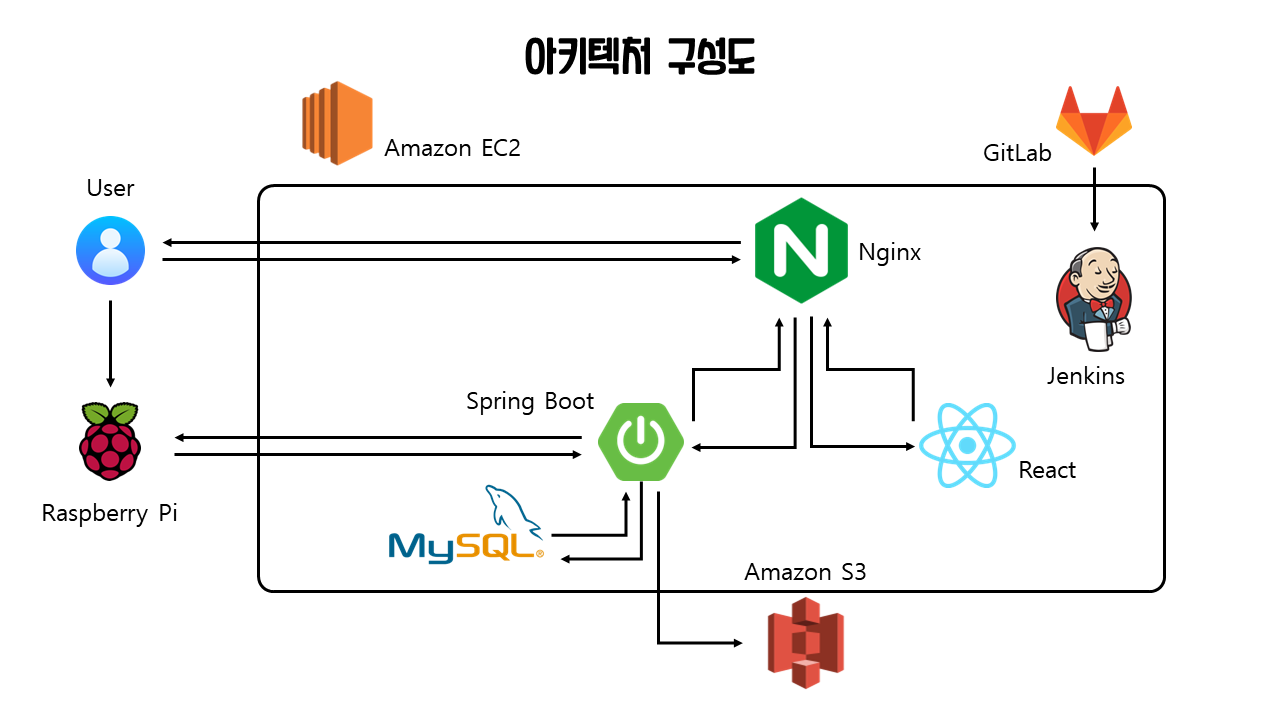 아키텍처 구성도
Amazon EC2
GitLab
User
Nginx
Jenkins
Spring Boot
React
Raspberry Pi
MySQL®
Amazon S3